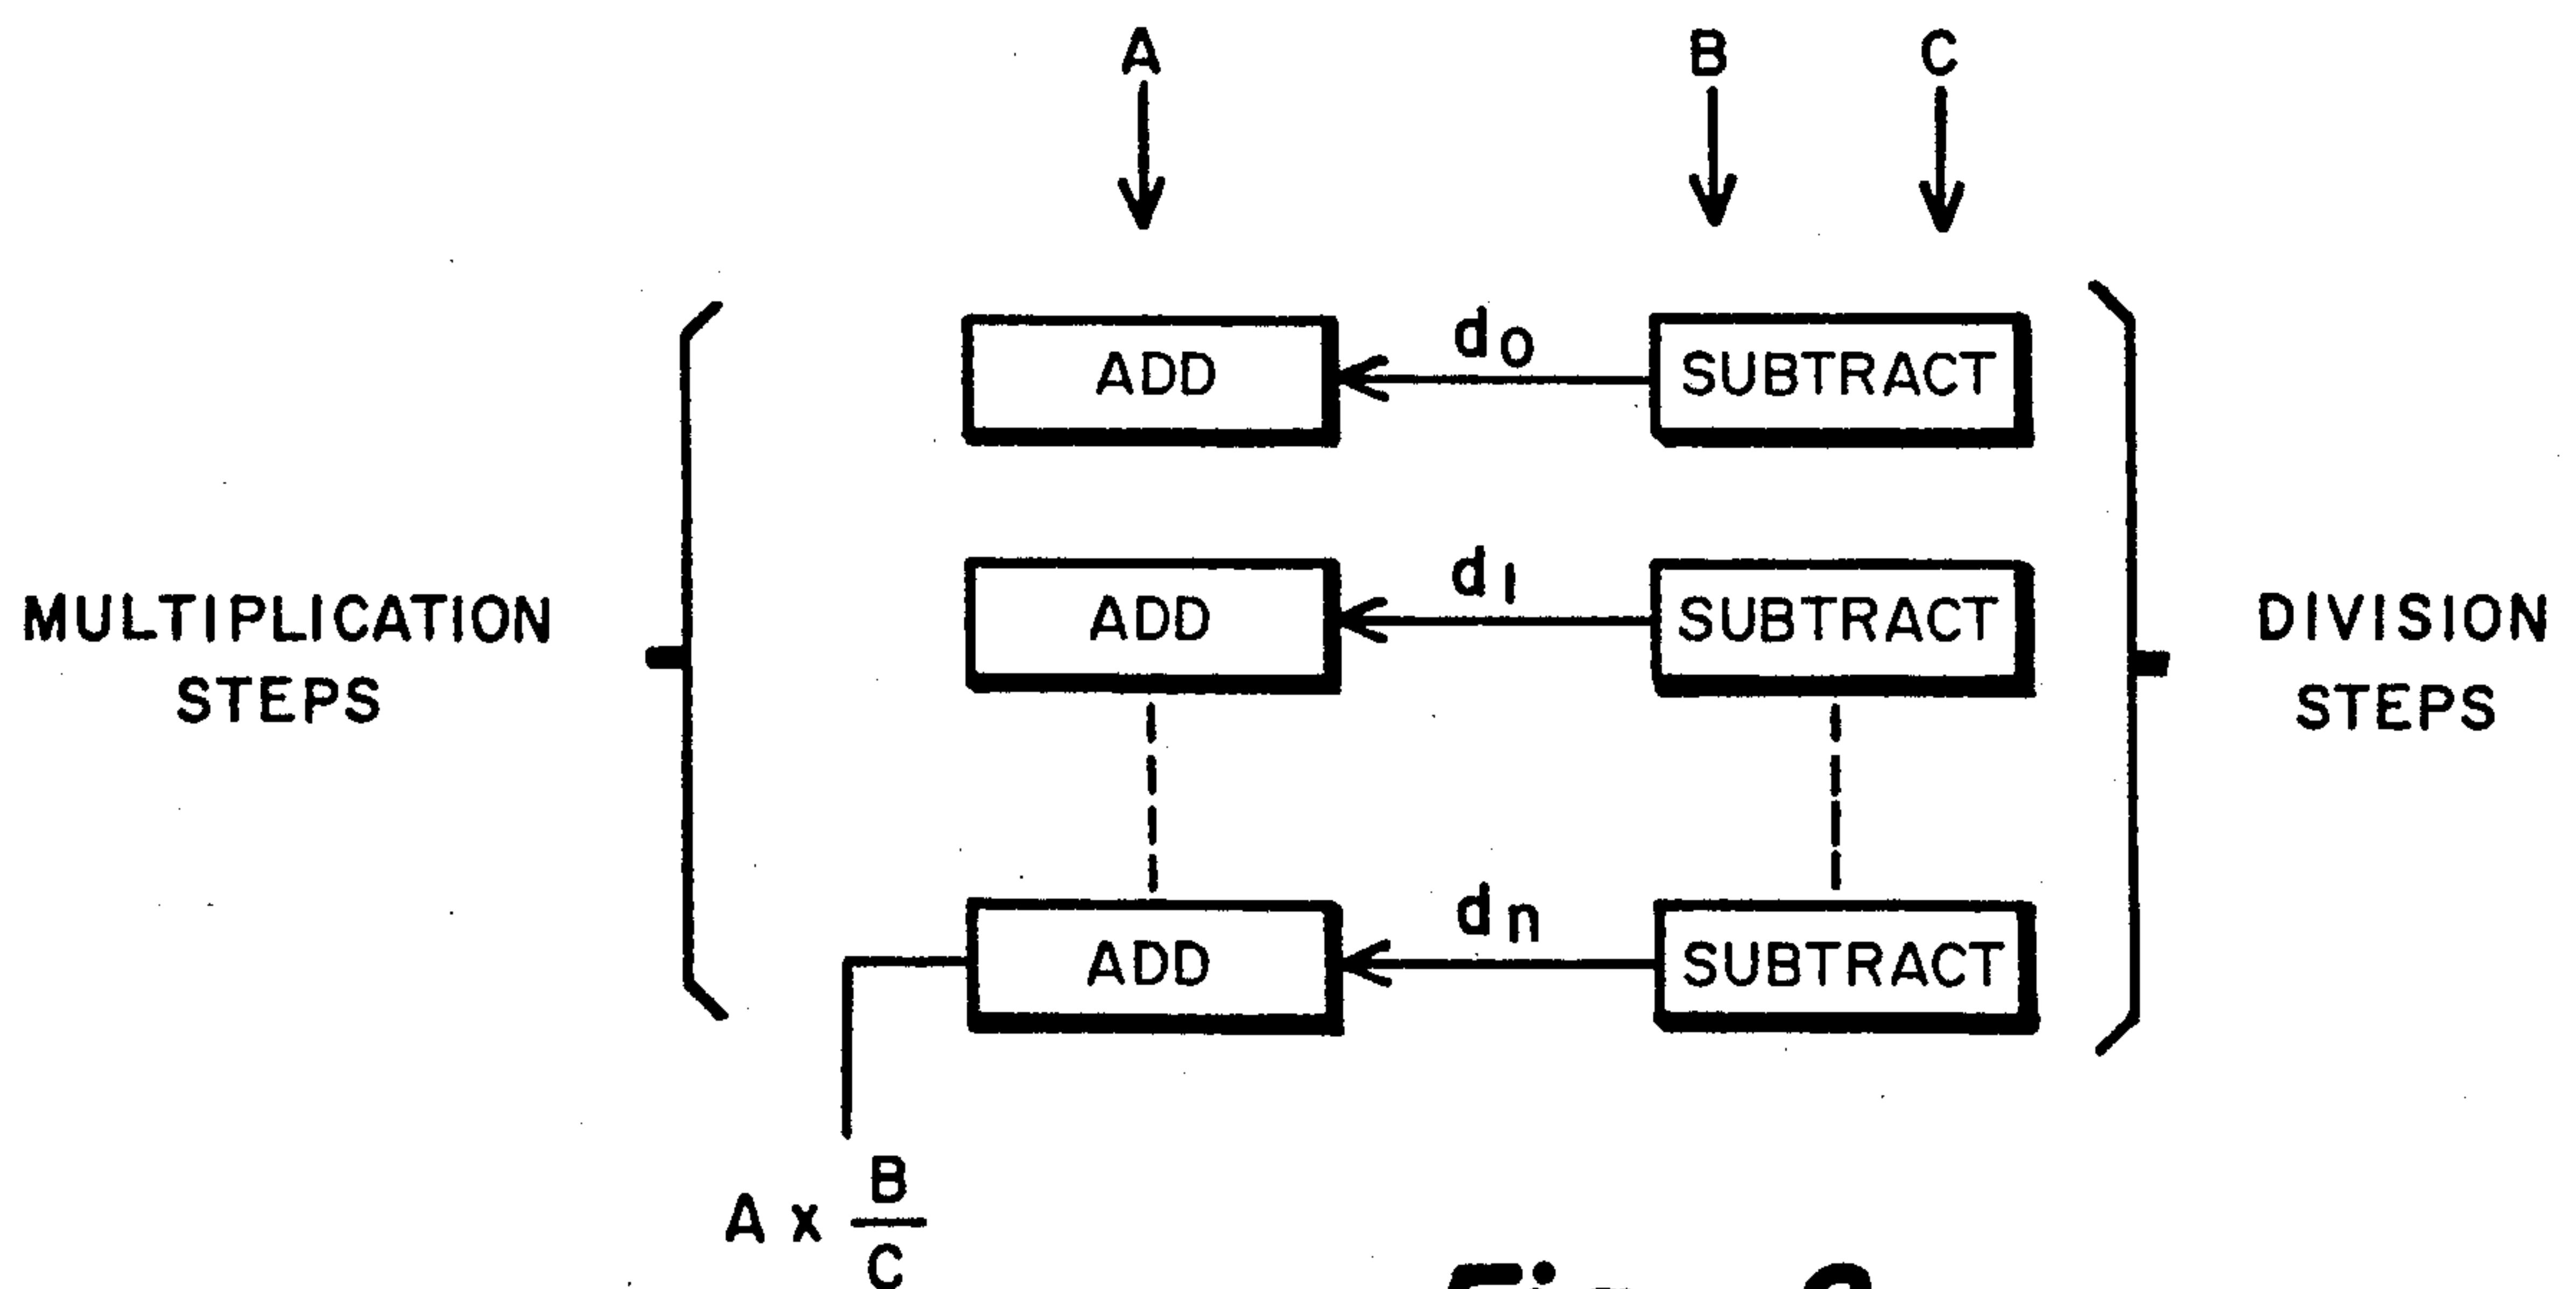 A B C
ADD d0 SUBTRACT
ADD d1 SUBTRACT
MULTIPLICATION
STEPS
DIVISION
STEPS
ADD dn SUBTRACT
A x B
C